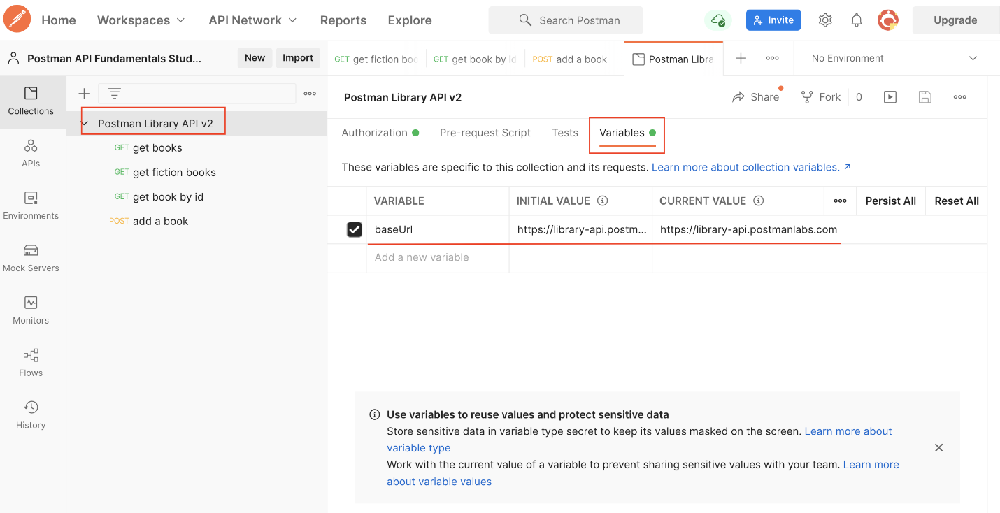 Home Workspaces API Network Reports Explore Search Postman Invite Upgrade
Postman API Fundamentals Stud... New Import
GET get fiction boo GET get book by id POST add a book Postman Libra No Environment
Collections
APIs
Environments
Mock Servers
Monitors
Flows
History
Postman Library API v2
GET get books
GET get fiction books
GET get book by id
POST add a book
Postman Library API v2 Share Fork 0
Authorization Pre-request Script Tests Variables
These variables are specific to this collection and its requests. Learn more about collection variables. ↗
VARIABLE INITIAL VALUE CURRENT VALUE Persist All Reset All
baseUrl https://library-api.postm... https://library-api.postmanlabs.com
Add a new variable
Use variables to reuse values and protect sensitive data
Store sensitive data in variable type secret to keep its values masked on the screen. Learn more about
variable type
Work with the current value of a variable to prevent sharing sensitive values with your team. Learn more
about variable values